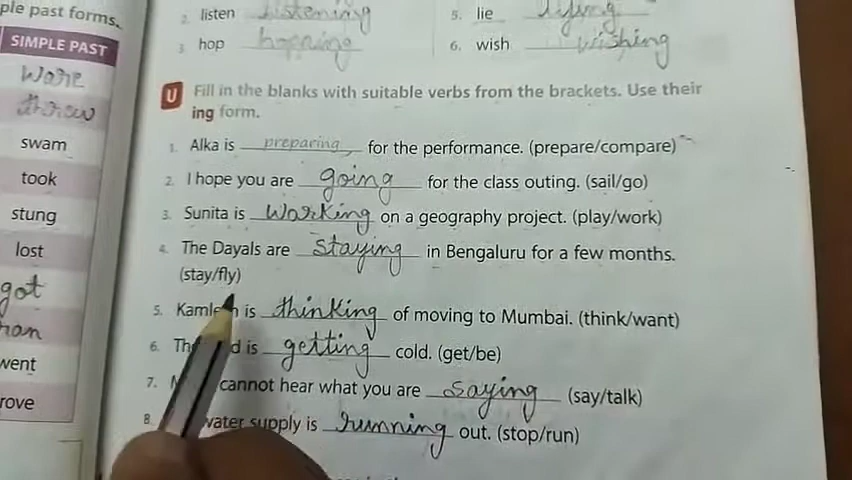 ple past forms.
SIMPLE PAST
wore
threw
swam
took
stung
lost
got
ran
went
rove
2. listen listening
5. lie lying
3. hop hopping
6. wish wishing
U Fill in the blanks with suitable verbs from the brackets. Use their
ing form.
1. Alka is preparing for the performance. (prepare/compare)
2. I hope you are going for the class outing. (sail/go)
3. Sunita is working on a geography project. (play/work)
4. The Dayals are staying in Bengaluru for a few months.
(stay/fly)
5. is thinking of moving to Mumbai. (think/want)
6. is getting cold. (get/be)
7. cannot hear what you are saying (say/talk)
8. water supply is running out. (stop/run)